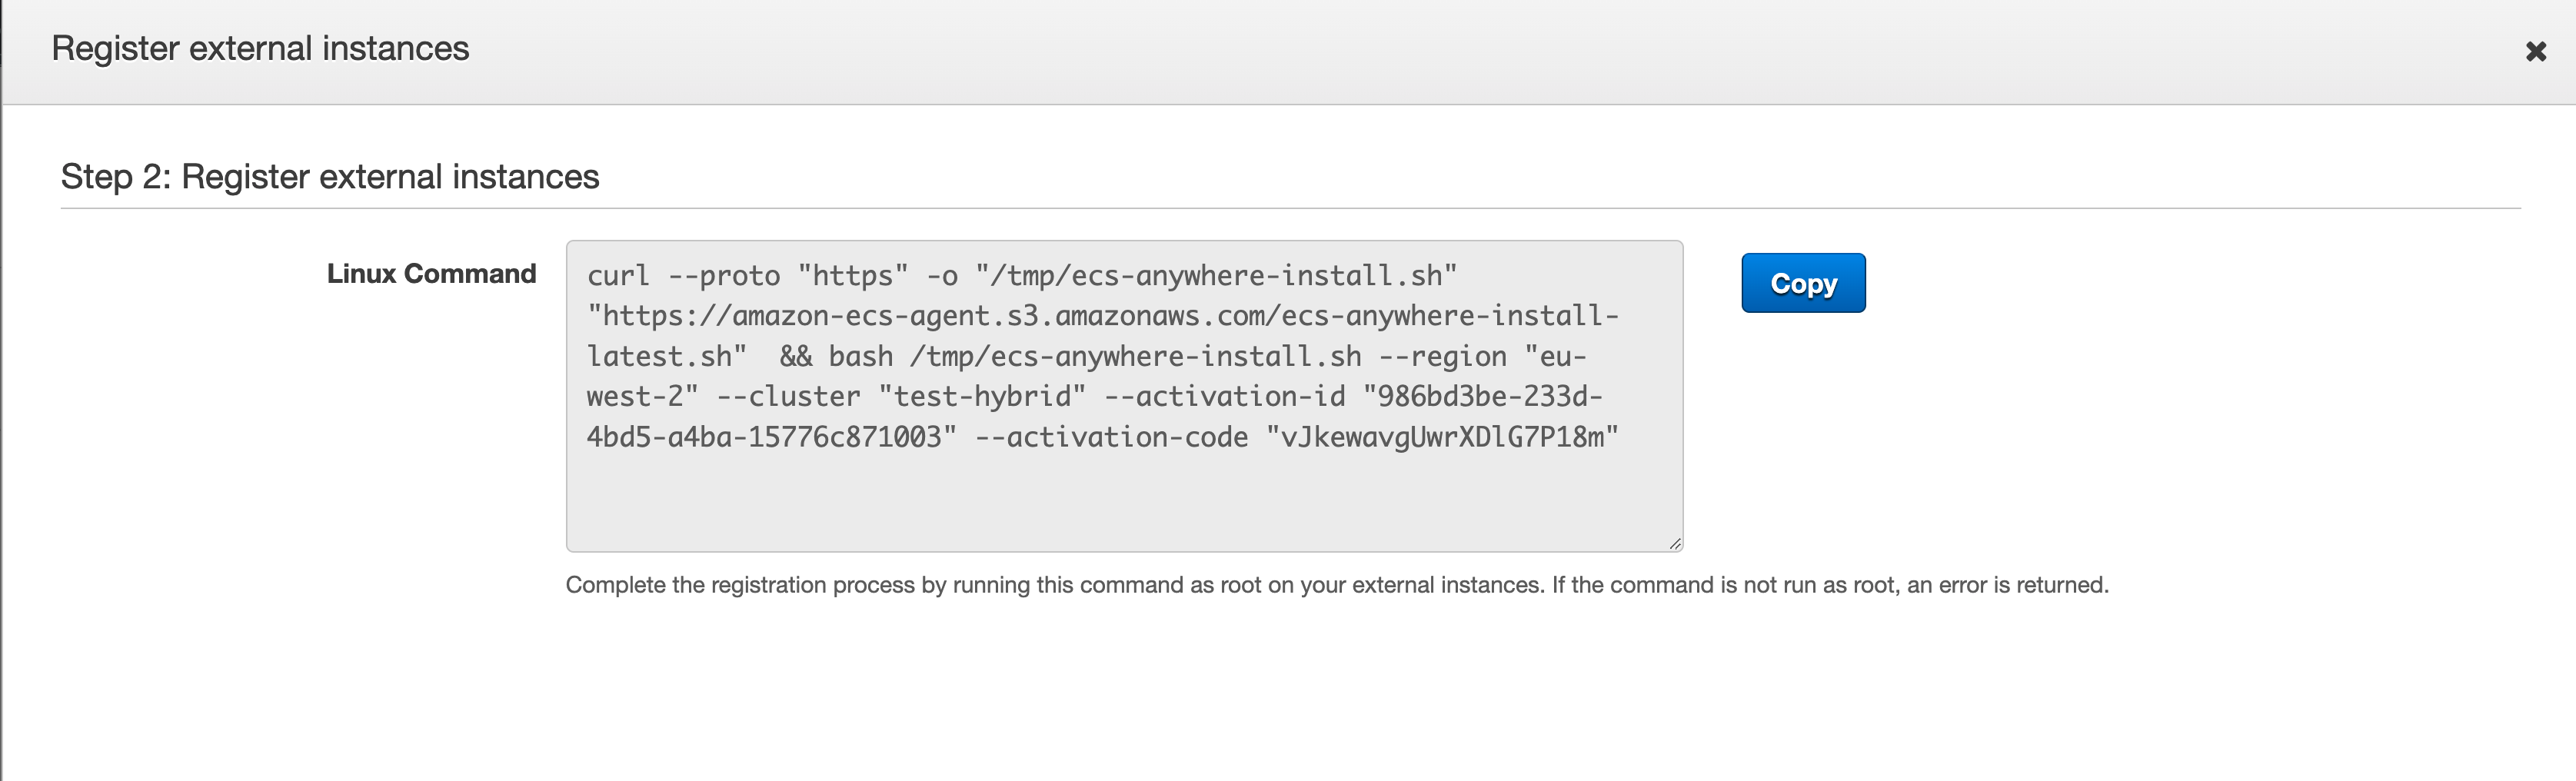 Register external instances
Step 2: Register external instances
Linux Command
curl --proto "https" -o "/tmp/ecs-anywhere-install.sh"
"https://amazon-ecs-agent.s3.amazonaws.com/ecs-anywhere-install-
latest.sh"  && bash /tmp/ecs-anywhere-install.sh --region "eu-
west-2" --cluster "test-hybrid" --activation-id "986bd3be-233d-
4bd5-a4ba-15776c871003" --activation-code "vJkewavgUwrXDlG7P18m"
Copy
Complete the registration process by running this command as root on your external instances. If the command is not run as root, an error is returned.